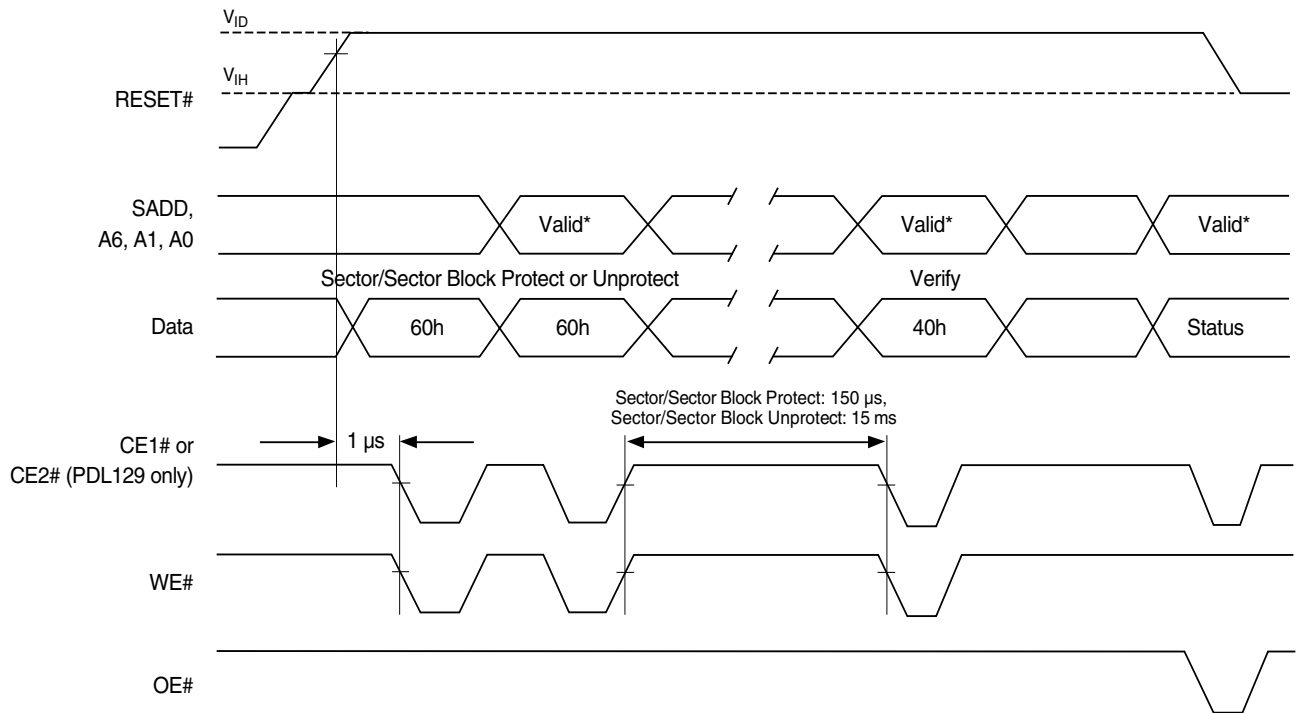 VID
VIH
RESET#
SADD,
A6, A1, A0
Valid*
Valid*
Valid*
Sector/Sector Block Protect or Unprotect
Verify
Data
60h
60h
40h
Status
Sector/Sector Block Protect: 150 µs,
Sector/Sector Block Unprotect: 15 ms
1 µs
CE1# or
CE2# (PDL129 only)
WE#
OE#